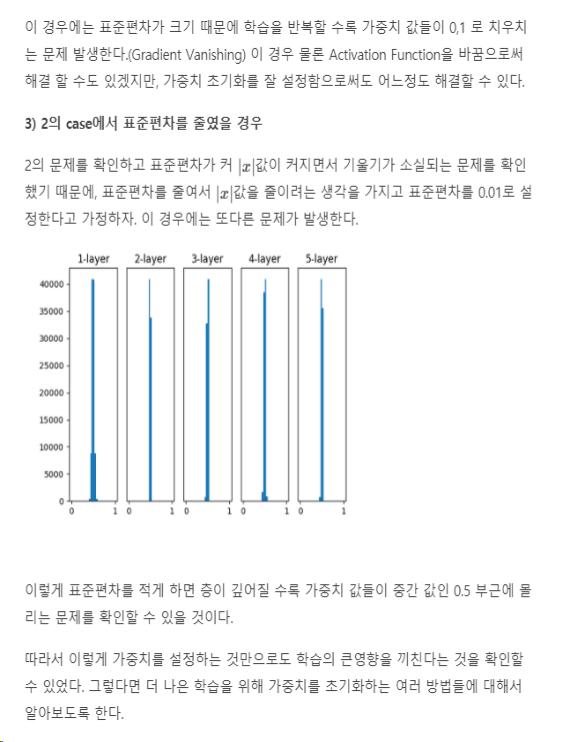 이 경우에는 표준편차가 크기 때문에 학습을 반복할 수록 가중치 값들이 0,1 로 치우치
는 문제 발생한다.(Gradient Vanishing) 이 경우 물론 Activation Function을 바꿈으로써
해결 할 수도 있겠지만, 가중치 초기화를 잘 설정함으로써도 어느정도 해결할 수 있다.
3) 2의 case에서 표준편차를 줄였을 경우
2의 문제를 확인하고 표준편차가 커 |x|값이 커지면서 기울기가 소실되는 문제를 확인
했기 때문에, 표준편차를 줄여서 |x|값을 줄이려는 생각을 가지고 표준편차를 0.01로 설
정한다고 가정하자. 이 경우에는 또다른 문제가 발생한다.
1-layer 2-layer 3-layer 4-layer 5-layer
40000
35000
30000
25000
20000
15000
10000
5000
0
0 1 0 1 0 1 0 1 0 1
이렇게 표준편차를 적게 하면 층이 깊어질 수록 가중치 값들이 중간 값인 0.5 부근에 몰
리는 문제를 확인할 수 있을 것이다.
따라서 이렇게 가중치를 설정하는 것만으로도 학습의 큰영향을 끼친다는 것을 확인할
수 있었다. 그렇다면 더 나은 학습을 위해 가중치를 초기화하는 여러 방법들에 대해서
알아보도록 한다.